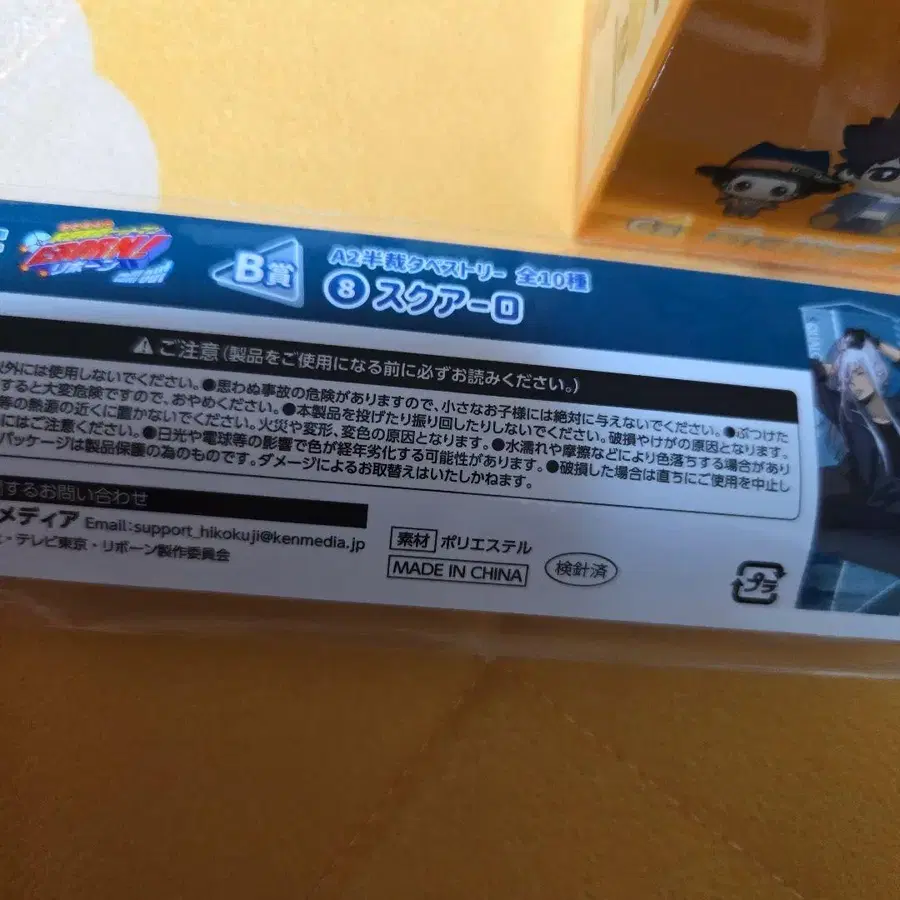 REBORN!
リボーン
B賞
A2半裁タペストリー 全10種
⑧ スクアーロ
⚠ご注意(製品をご使用になる前に必ずお読みください。)
以外には使用しないでください。●思わぬ事故の危険がありますので、小さなお子様には絶対に与えないでください。●ぶつけた
すると大変危険ですので、おやめください。●本製品を投げたり振り回したりしないでください。破損やけがの原因となります。
等の熱源の近くに置かないでください。火災や変形、変色の原因となります。●水濡れや摩擦などにより色落ちする場合があり
にはご注意ください。●日光や電球等の影響で色が経年劣化する可能性があります。●破損した場合は直ちにご使用を中止し
パッケージは製品保護の為のものです。ダメージによるお取替えはいたしかねます。
するお問い合わせ
メディア Email:support_hikokuji@kenmedia.jp
・テレビ東京・リボーン製作委員会
素材 ポリエステル
MADE IN CHINA
検針済
プラ